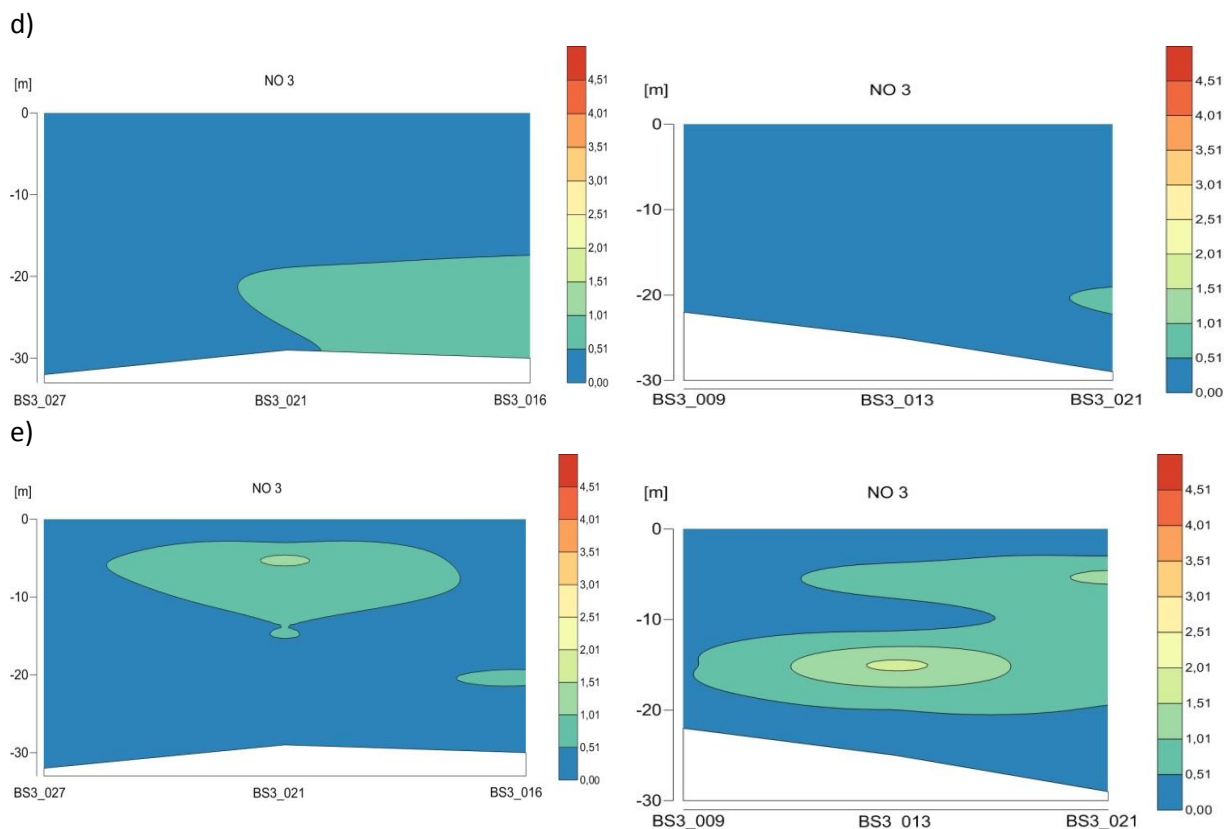 d)
[m]
NO 3
0
-10
-20
-30
BS3_027
BS3_021
BS3_016
4,51
4,01
3,51
3,01
2,51
2,01
1,51
1,01
0,51
0,00
[m]
NO 3
0
-10
-20
-30
BS3_009
BS3_013
BS3_021
4,51
4,01
3,51
3,01
2,51
2,01
1,51
1,01
0,51
0,00
e)
[m]
NO 3
0
-10
-20
-30
BS3_027
BS3_021
BS3_016
4,51
4,01
3,51
3,01
2,51
2,01
1,51
1,01
0,51
0,00
[m]
NO 3
0
-10
-20
-30
BS3_009
BS3_013
BS3_021
4,51
4,01
3,51
3,01
2,51
2,01
1,51
1,01
0,51
0,00